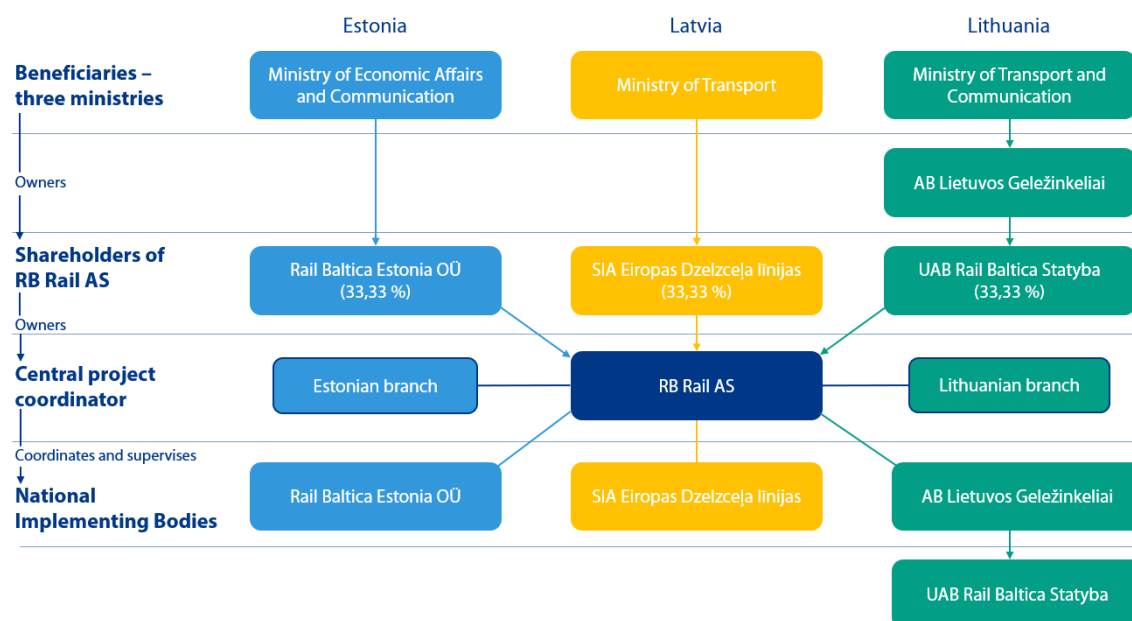 Estonia
Latvia
Lithuania
Beneficiaries –
three ministries
Ministry of Economic Affairs
and Communication
Ministry of Transport
Ministry of Transport and
Communication
Owners
AB Lietuvos Geležinkeliai
Shareholders of
RB Rail AS
Rail Baltica Estonia OÜ
(33,33 %)
SIA Eiropas Dzelzceļa līnijas
(33,33 %)
UAB Rail Baltica Statyba
(33,33 %)
Owners
Central project
coordinator
Estonian branch
RB Rail AS
Lithuanian branch
Coordinates and supervises
National
Implementing Bodies
Rail Baltica Estonia OÜ
SIA Eiropas Dzelzceļa līnijas
AB Lietuvos Geležinkeliai
UAB Rail Baltica Statyba